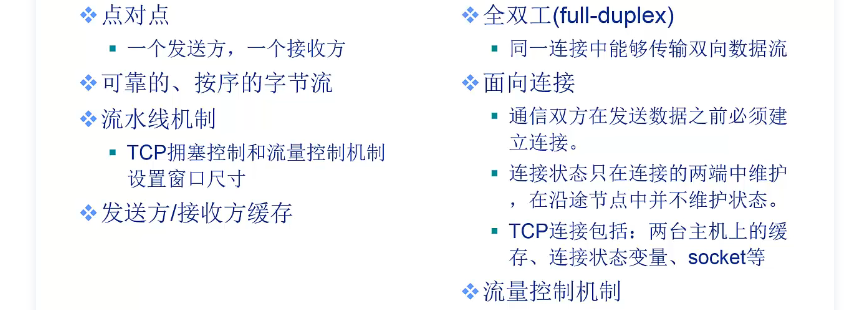 点对点
一个发送方，一个接收方
可靠的、按序的字节流
流水线机制
TCP拥塞控制和流量控制机制
设置窗口尺寸
发送方/接收方缓存
全双工(full-duplex)
同一连接中能够传输双向数据流
面向连接
通信双方在发送数据之前必须建
立连接。
连接状态只在连接的两端中维护
，在沿途节点中并不维护状态。
TCP连接包括：两台主机上的缓
存、连接状态变量、socket等
流量控制机制